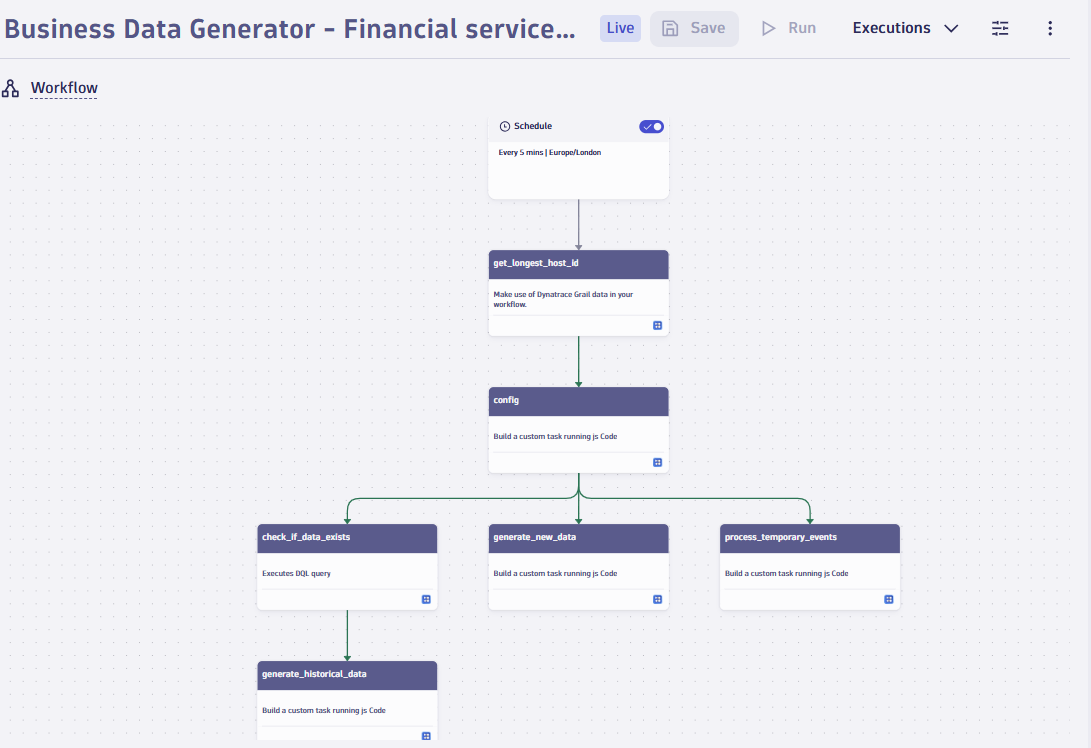 Business Data Generator - Financial service...
Live
Save
Run
Executions
Workflow
Schedule
Every 5 mins | Europe/London
get_longest_host_id
Make use of Dynatrace Grail data in your
workflow.
config
Build a custom task running js Code
check_if_data_exists
Executes DQL query
generate_new_data
Build a custom task running js Code
process_temporary_events
Build a custom task running js Code
generate_historical_data
Build a custom task running js Code